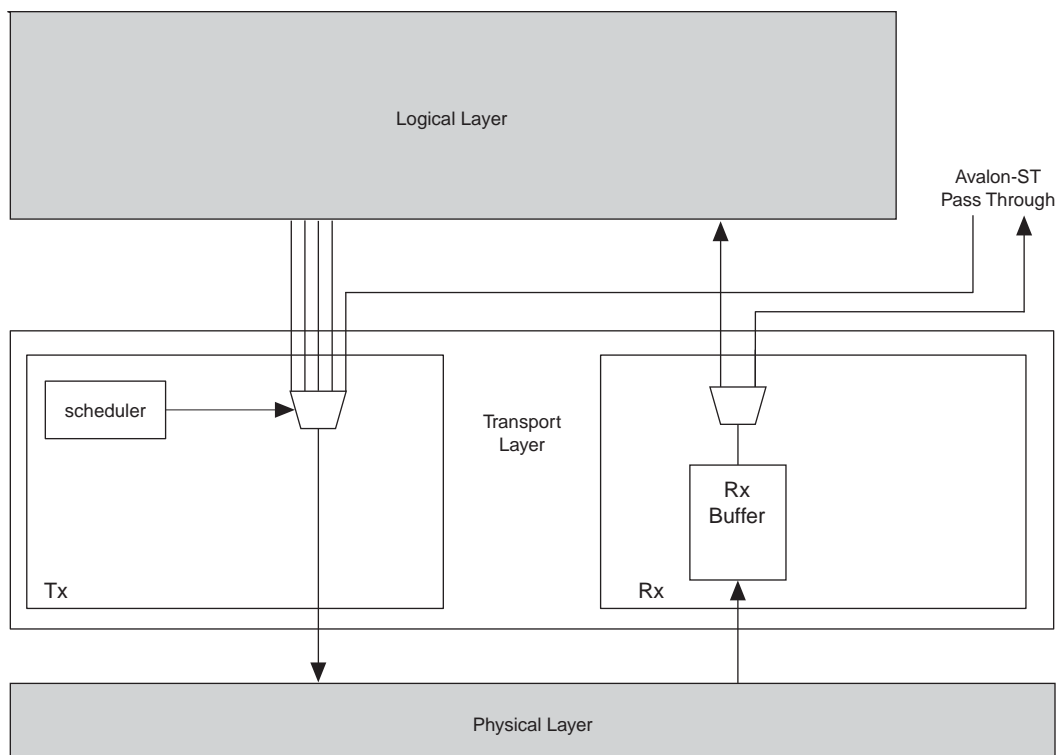 Logical Layer
Avalon-ST
Pass Through
scheduler
Transport
Layer
Rx
Buffer
Tx
Rx
Physical Layer